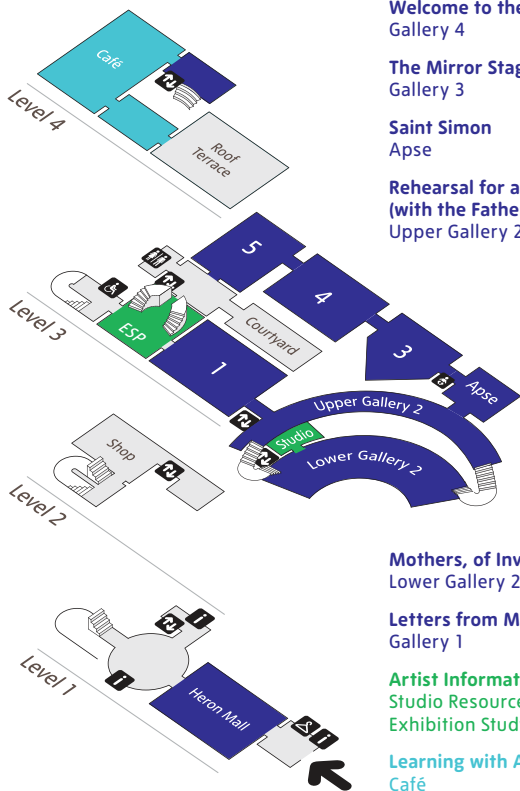 Welcome to the
Gallery 4
The Mirror Stag
Gallery 3
Saint Simon
Apse
Rehearsal for a
(with the Fathe
Upper Gallery 2
Café
Level 4
Roof
Terrace
5
4
3
Apse
Courtyard
ESP
1
Level 3
Upper Gallery 2
Studio
Lower Gallery 2
Shop
Level 2
Mothers, of Inv
Lower Gallery 2
Letters from M
Gallery 1
Artist Informat
Studio Resource
Exhibition Stud
Learning with A
Café
Level 1
Heron Mall
i
i
i